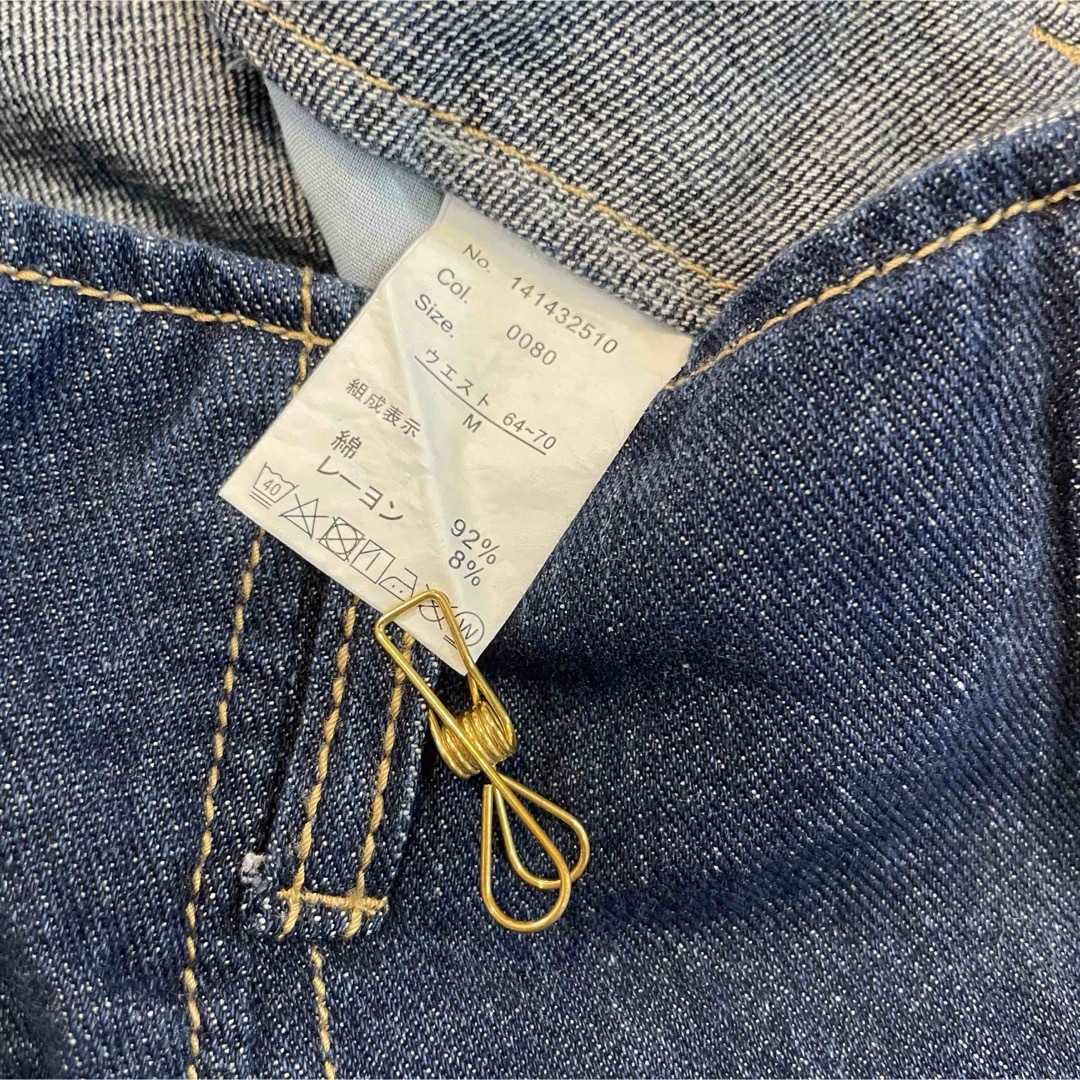 No. 141432510
Col. 0080
Size.
ウエスト 64~70
M
組成表示
綿 92%
レーヨン 8%
40
W